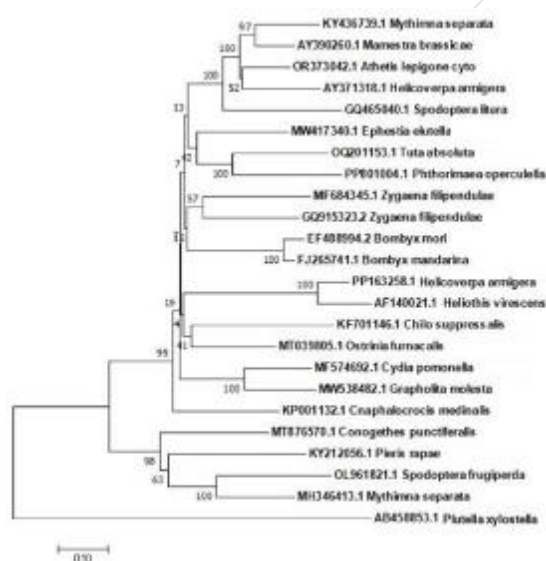 KY436739.1 Mythimna separata
AY390260.1 Mamestra brassicae
OR373042.1 Athetis lepigone cyto
AY371318.1 Helicoverpa armigera
GQ465040.1 Spodoptera litura
MW417340.1 Ephestia elutella
OQ201153.1 Tuta absoluta
PP801004.1 Phthorimaea operculella
MF684345.1 Zygaena filipendulae
GQ915323.2 Zygaena filipendulae
EF408994.2 Bombyx mori
FJ265741.1 Bombyx mandarina
PP163258.1 Helicoverpa armigera
AF140021.1 Heliothis virescens
KF701146.1 Chilo suppressalis
MT039805.1 Ostrinia furnacalis
MF574692.1 Cydia pomonella
MW538482.1 Grapholita molesta
KP001132.1 Cnaphalocrocis medinalis
MT876570.1 Conogethes punctiferalis
KY212056.1 Pieris rapae
OL961821.1 Spodoptera frugiperda
MH346413.1 Mythimna separata
AB458853.1 Plutella xylostella
67
100
100
52
13
100
7
57
100
100
19
41
99
100
98
63
100
0.10